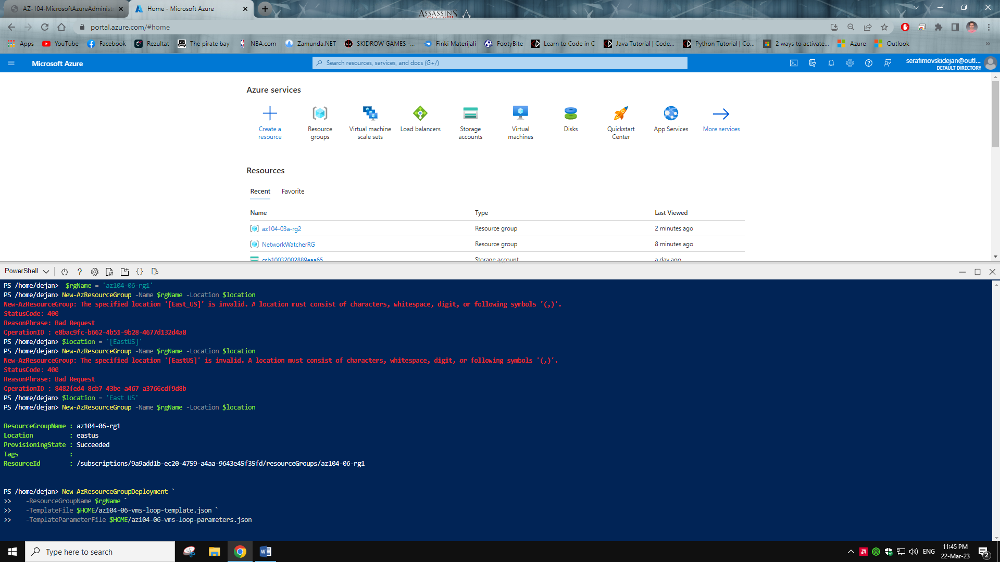 AZ-104-MicrosoftAzureAdminist
Home - Microsoft Azure
ASSASSINS
portal.azure.com/#home
Apps
YouTube
Facebook
Rezultat
The pirate bay
NBA.com
Zamunda.NET
SKIDROW GAMES -...
Finki Materijali
FootyBite
Learn to Code in C
Java Tutorial | Code...
Python Tutorial | Co...
2 ways to activate...
Azure
Outlook
»
Microsoft Azure
Search resources, services, and docs (G+/)
serafimovskidejan@outl...
DEFAULT DIRECTORY
Azure services
Create a resource
Resource groups
Virtual machine scale sets
Load balancers
Storage accounts
Virtual machines
Disks
Quickstart Center
App Services
More services
Resources
Recent Favorite
Name Type Last Viewed
az104-03a-rg2 Resource group 2 minutes ago
NetworkWatcherRG Resource group 8 minutes ago
csb10032002889eaa65 Storage account a day ago
PowerShell ? {}
PS /home/dejan>  $rgName = 'az104-06-rg1'
PS /home/dejan> New-AzResourceGroup -Name $rgName -Location $location
New-AzResourceGroup: The specified location '[East_US]' is invalid. A location must consist of characters, whitespace, digit, or following symbols '(,)'.
StatusCode: 400
ReasonPhrase: Bad Request
OperationID : e8bac9fc-b662-4b51-9b28-4677d132d4a8
PS /home/dejan> $location = '[EastUS]'
PS /home/dejan> New-AzResourceGroup -Name $rgName -Location $location
New-AzResourceGroup: The specified location '[EastUS]' is invalid. A location must consist of characters, whitespace, digit, or following symbols '(,)'.
StatusCode: 400
ReasonPhrase: Bad Request
OperationID : 8482fed4-8cb7-43be-a467-a3766cdf9d8b
PS /home/dejan> $location = 'East US'
PS /home/dejan> New-AzResourceGroup -Name $rgName -Location $location
ResourceGroupName : az104-06-rg1
Location          : eastus
ProvisioningState : Succeeded
Tags              :
ResourceId        : /subscriptions/9a9add1b-ec20-4759-a4aa-9643e45f35fd/resourceGroups/az104-06-rg1
PS /home/dejan> New-AzResourceGroupDeployment `
>>    -ResourceGroupName $rgName `
>>    -TemplateFile $HOME/az104-06-vms-loop-template.json `
>>    -TemplateParameterFile $HOME/az104-06-vms-loop-parameters.json
Type here to search
ENG
11:45 PM
22-Mar-23
2